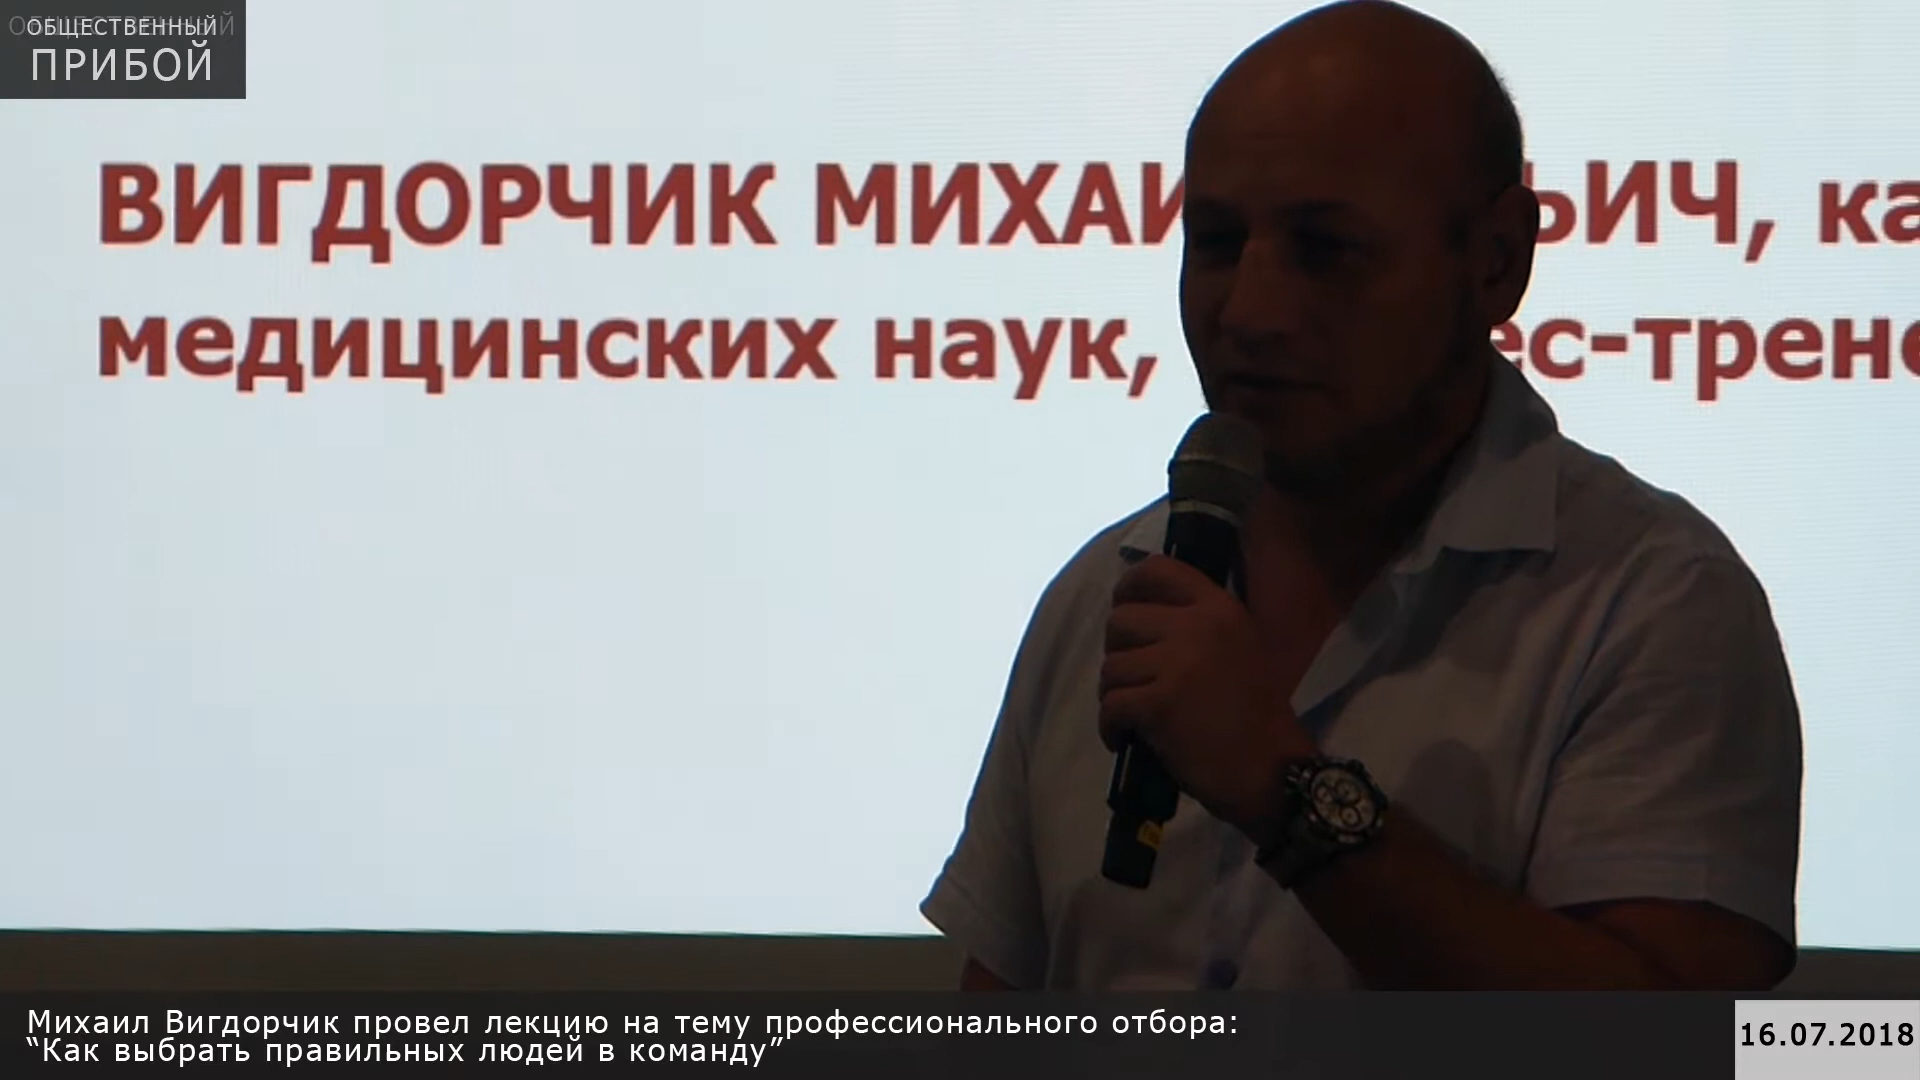 ОБЩЕСТВЕННЫЙ
ПРИБОЙ
ВИГДОРЧИК МИХАИ ЬИЧ, ка
медицинских наук, ес-трене
Михаил Вигдорчик провел лекцию на тему профессионального отбора:
“Как выбрать правильных людей в команду”
16.07.2018